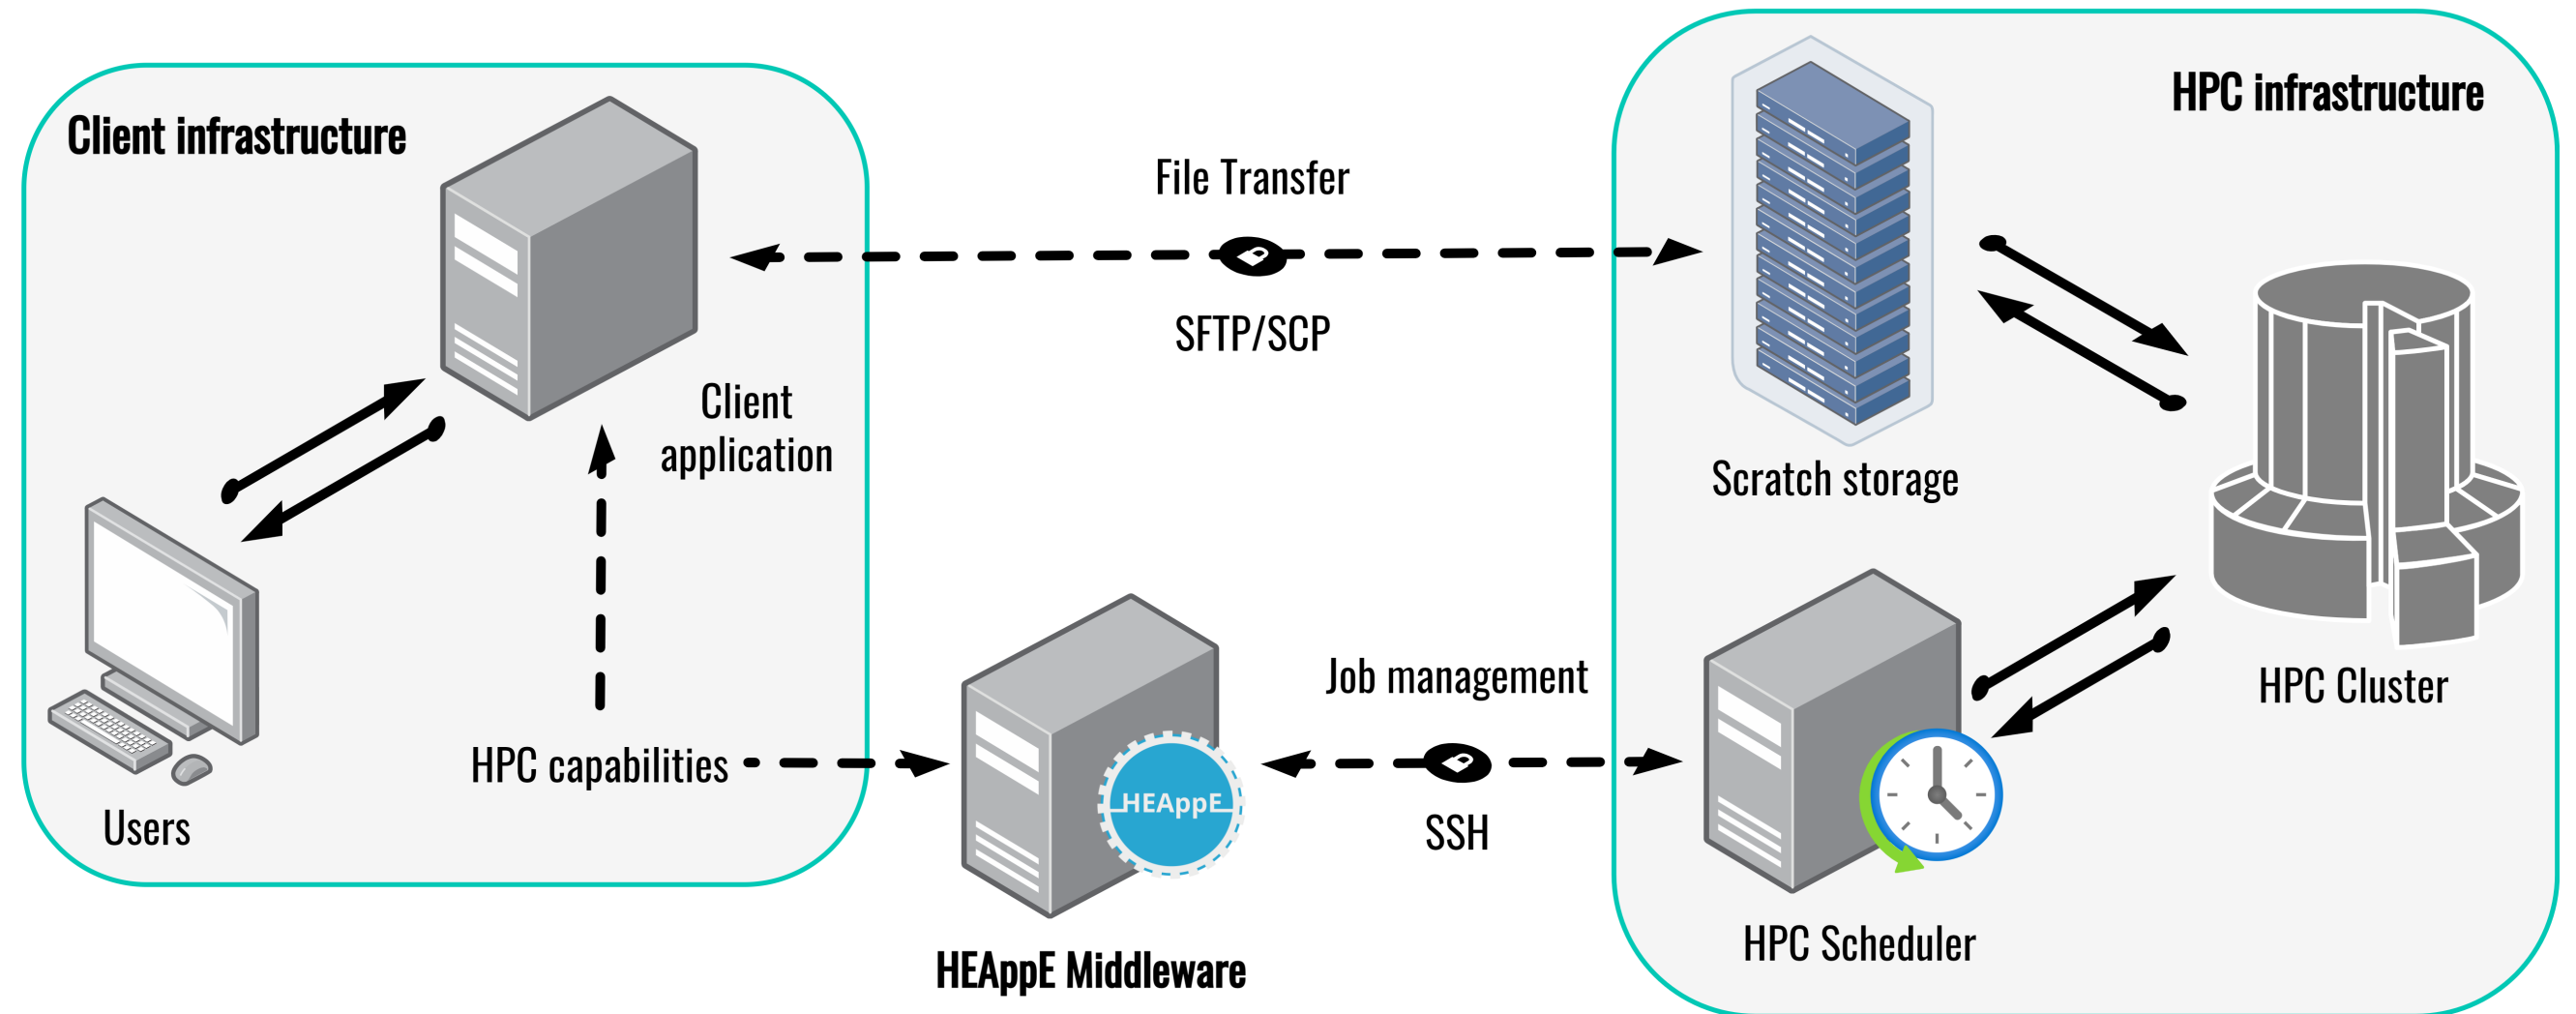 Client infrastructure
HPC infrastructure
File Transfer
SFTP/SCP
Client
application
Scratch storage
Users
HPC capabilities
HEAppE
HEAppE Middleware
Job management
SSH
HPC Cluster
HPC Scheduler